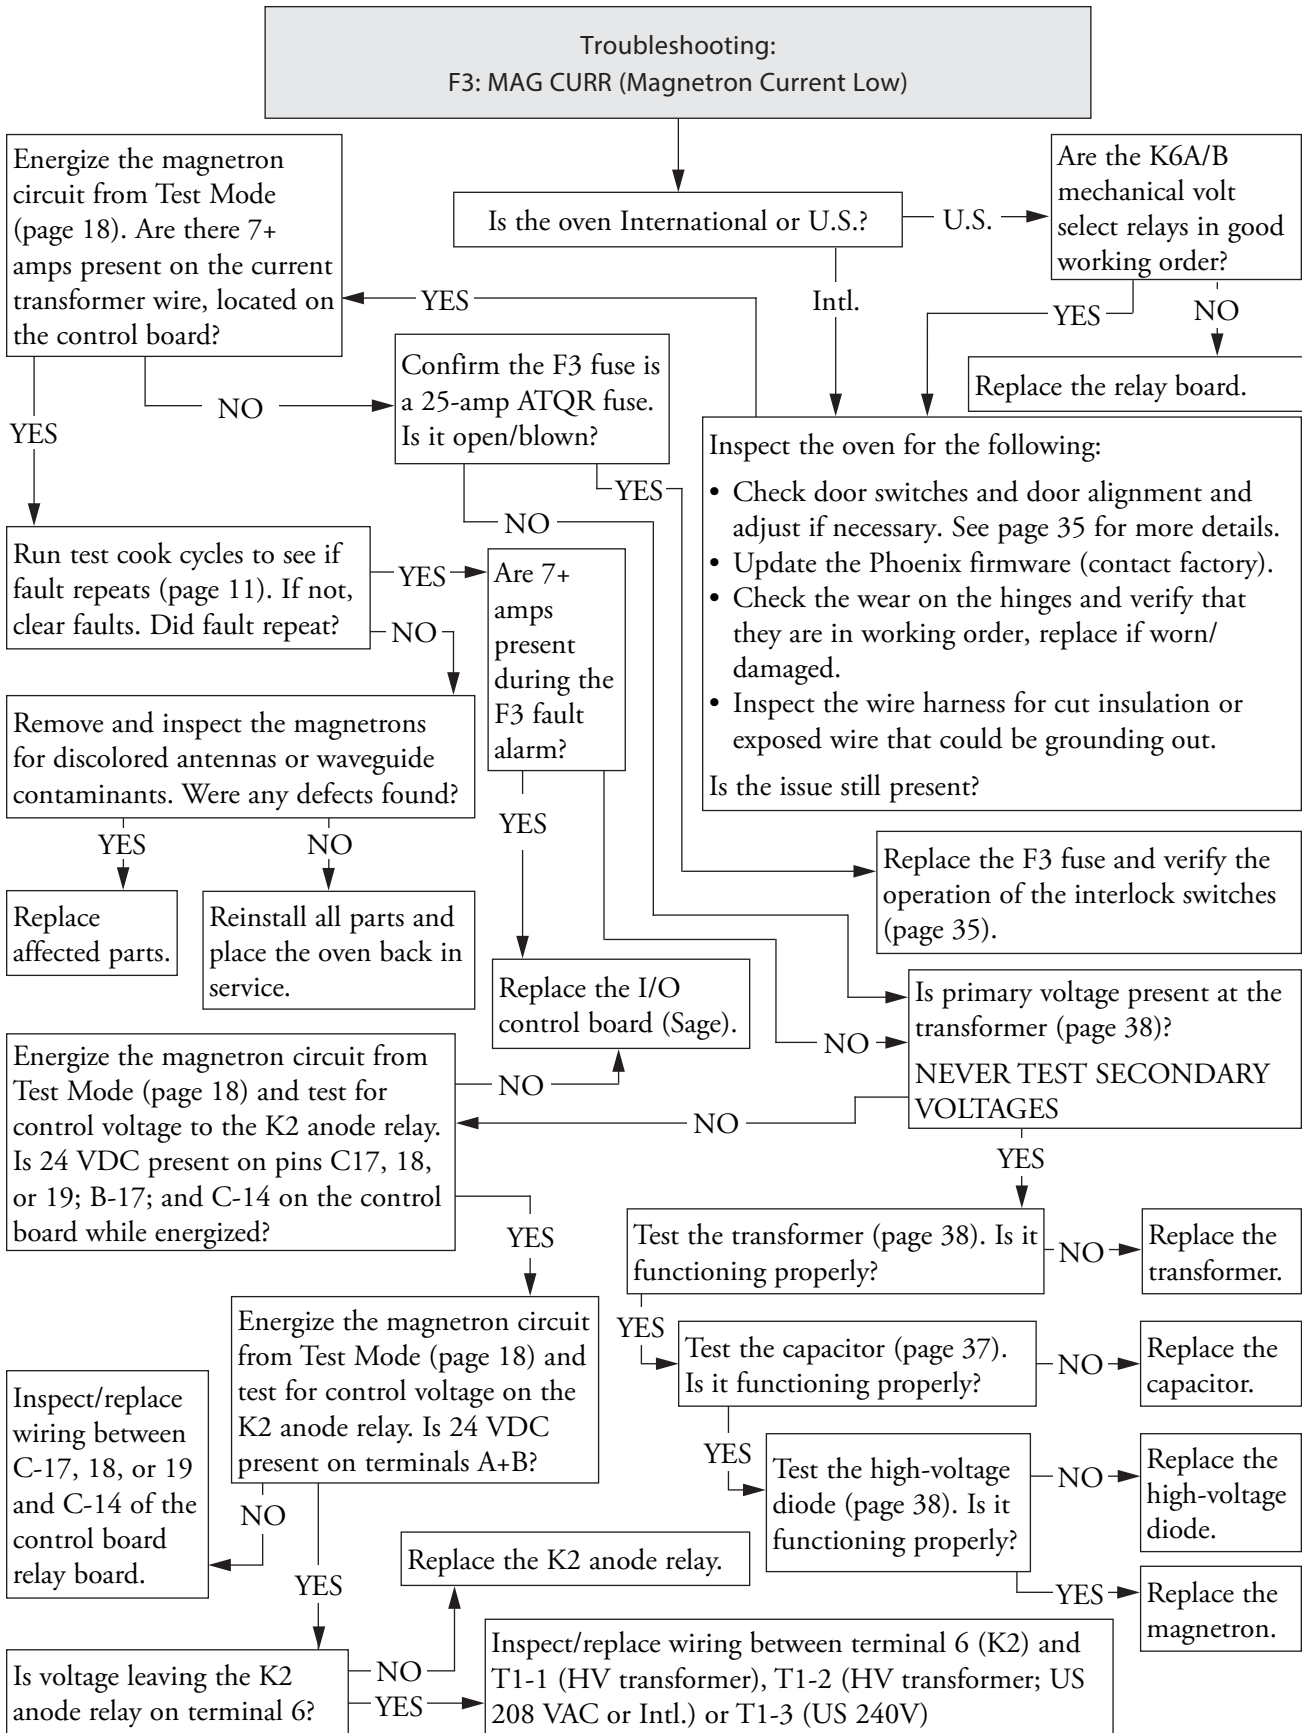 Troubleshooting:
F3: MAG CURR (Magnetron Current Low)
Is the oven International or U.S.?
U.S.
Intl.
Are the K6A/B
mechanical volt
select relays in good
working order?
YES
NO
Replace the relay board.
Inspect the oven for the following:
• Check door switches and door alignment and
adjust if necessary. See page 35 for more details.
• Update the Phoenix firmware (contact factory).
• Check the wear on the hinges and verify that
they are in working order, replace if worn/
damaged.
• Inspect the wire harness for cut insulation or
exposed wire that could be grounding out.
Is the issue still present?
YES
Energize the magnetron
circuit from Test Mode
(page 18). Are there 7+
amps present on the current
transformer wire, located on
the control board?
YES
NO
Confirm the F3 fuse is
a 25-amp ATQR fuse.
Is it open/blown?
YES
NO
Run test cook cycles to see if
fault repeats (page 11). If not,
clear faults. Did fault repeat?
YES
NO
Are 7+
amps
present
during the
F3 fault
alarm?
YES
NO
Remove and inspect the magnetrons
for discolored antennas or waveguide
contaminants. Were any defects found?
YES
NO
Replace
affected parts.
Reinstall all parts and
place the oven back in
service.
Replace the I/O
control board (Sage).
Replace the F3 fuse and verify the
operation of the interlock switches
(page 35).
Is primary voltage present at the
transformer (page 38)?
NEVER TEST SECONDARY
VOLTAGES
NO
YES
Energize the magnetron circuit from
Test Mode (page 18) and test for
control voltage to the K2 anode relay.
Is 24 VDC present on pins C17, 18,
or 19; B-17; and C-14 on the control
board while energized?
NO
YES
Test the transformer (page 38). Is it
functioning properly?
NO
Replace the
transformer.
YES
Test the capacitor (page 37).
Is it functioning properly?
NO
Replace the
capacitor.
YES
Test the high-voltage
diode (page 38). Is it
functioning properly?
NO
Replace the
high-voltage
diode.
YES
Replace the
magnetron.
Energize the magnetron circuit
from Test Mode (page 18) and
test for control voltage on the
K2 anode relay. Is 24 VDC
present on terminals A+B?
NO
YES
Inspect/replace
wiring between
C-17, 18, or 19
and C-14 of the
control board
relay board.
Replace the K2 anode relay.
Is voltage leaving the K2
anode relay on terminal 6?
NO
YES
Inspect/replace wiring between terminal 6 (K2) and
T1-1 (HV transformer), T1-2 (HV transformer; US
208 VAC or Intl.) or T1-3 (US 240V)